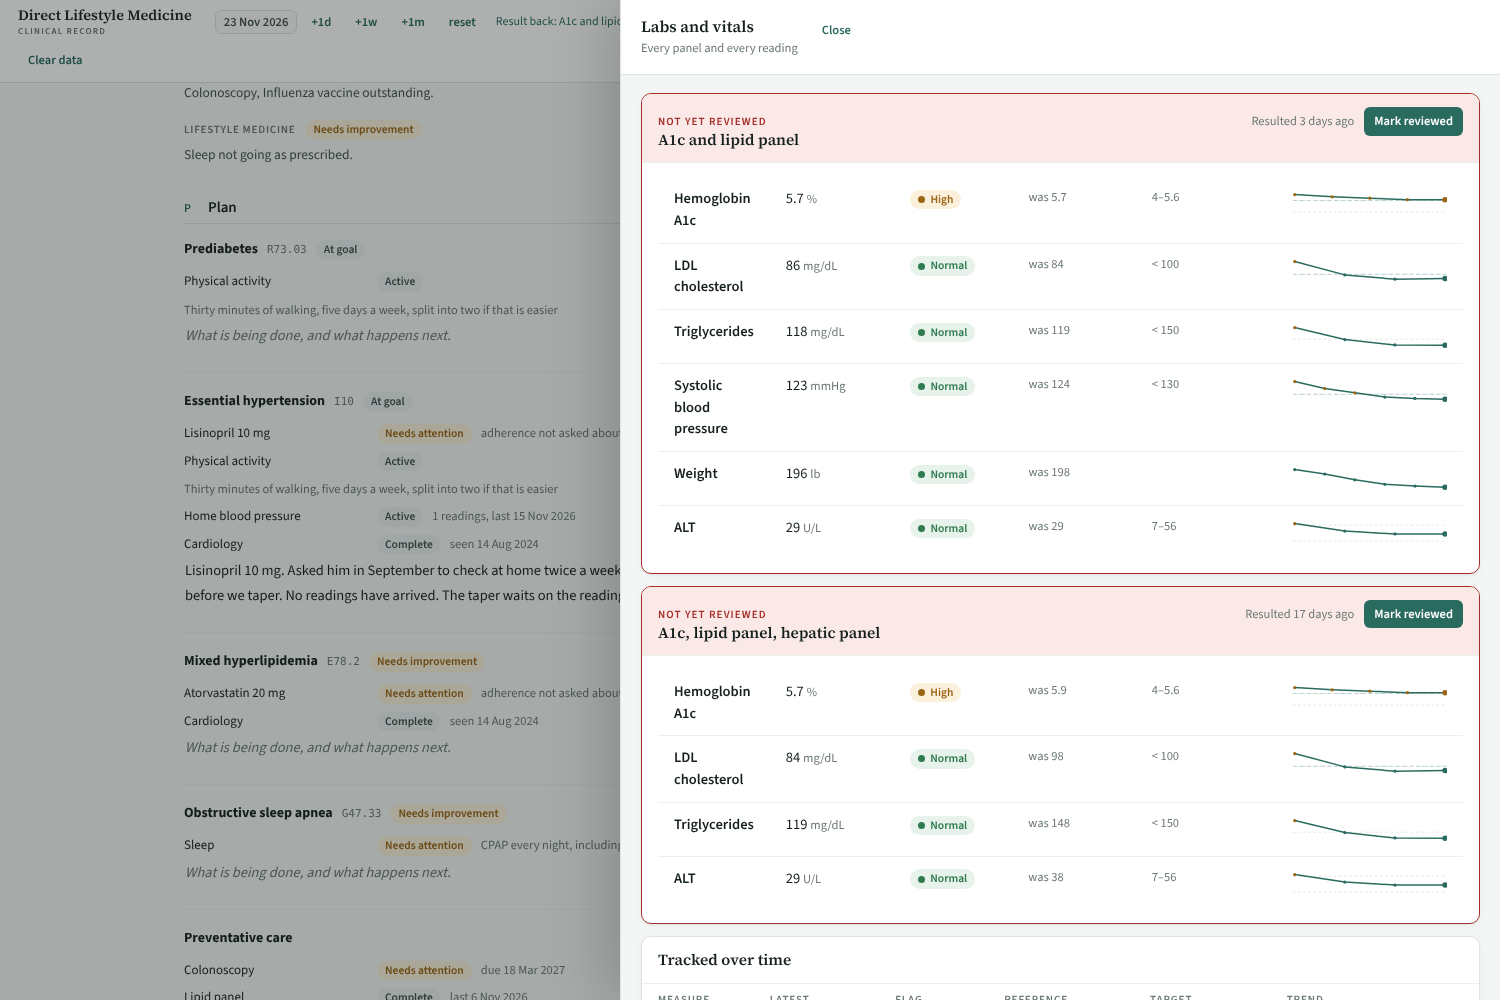 Direct Lifestyle Medicine
CLINICAL RECORD
23 Nov 2026
+1d
+1w
+1m
reset
Result back: A1c and lipid
Clear data
Colonoscopy, Influenza vaccine outstanding.
LIFESTYLE MEDICINE Needs improvement
Sleep not going as prescribed.
P Plan
Prediabetes R73.03 At goal
Physical activity Active
Thirty minutes of walking, five days a week, split into two if that is easier
What is being done, and what happens next.
Essential hypertension I10 At goal
Lisinopril 10 mg Needs attention adherence not asked about
Physical activity Active
Thirty minutes of walking, five days a week, split into two if that is easier
Home blood pressure Active 1 readings, last 15 Nov 2026
Cardiology Complete seen 14 Aug 2024
Lisinopril 10 mg. Asked him in September to check at home twice a week
before we taper. No readings have arrived. The taper waits on the reading
Mixed hyperlipidemia E78.2 Needs improvement
Atorvastatin 20 mg Needs attention adherence not asked about
Cardiology Complete seen 14 Aug 2024
What is being done, and what happens next.
Obstructive sleep apnea G47.33 Needs improvement
Sleep Needs attention CPAP every night, including
What is being done, and what happens next.
Preventative care
Colonoscopy Needs attention due 18 Mar 2027
Lipid panel Complete last 6 Nov 2026
Labs and vitals
Every panel and every reading
Close
NOT YET REVIEWED
A1c and lipid panel
Resulted 3 days ago
Mark reviewed
Hemoglobin A1c 5.7 % High was 5.7 4–5.6
LDL cholesterol 86 mg/dL Normal was 84 < 100
Triglycerides 118 mg/dL Normal was 119 < 150
Systolic blood pressure 123 mmHg Normal was 124 < 130
Weight 196 lb Normal was 198
ALT 29 U/L Normal was 29 7–56
NOT YET REVIEWED
A1c, lipid panel, hepatic panel
Resulted 17 days ago
Mark reviewed
Hemoglobin A1c 5.7 % High was 5.9 4–5.6
LDL cholesterol 84 mg/dL Normal was 98 < 100
Triglycerides 119 mg/dL Normal was 148 < 150
ALT 29 U/L Normal was 38 7–56
Tracked over time
MEASURE LATEST FLAG REFERENCE TARGET TREND